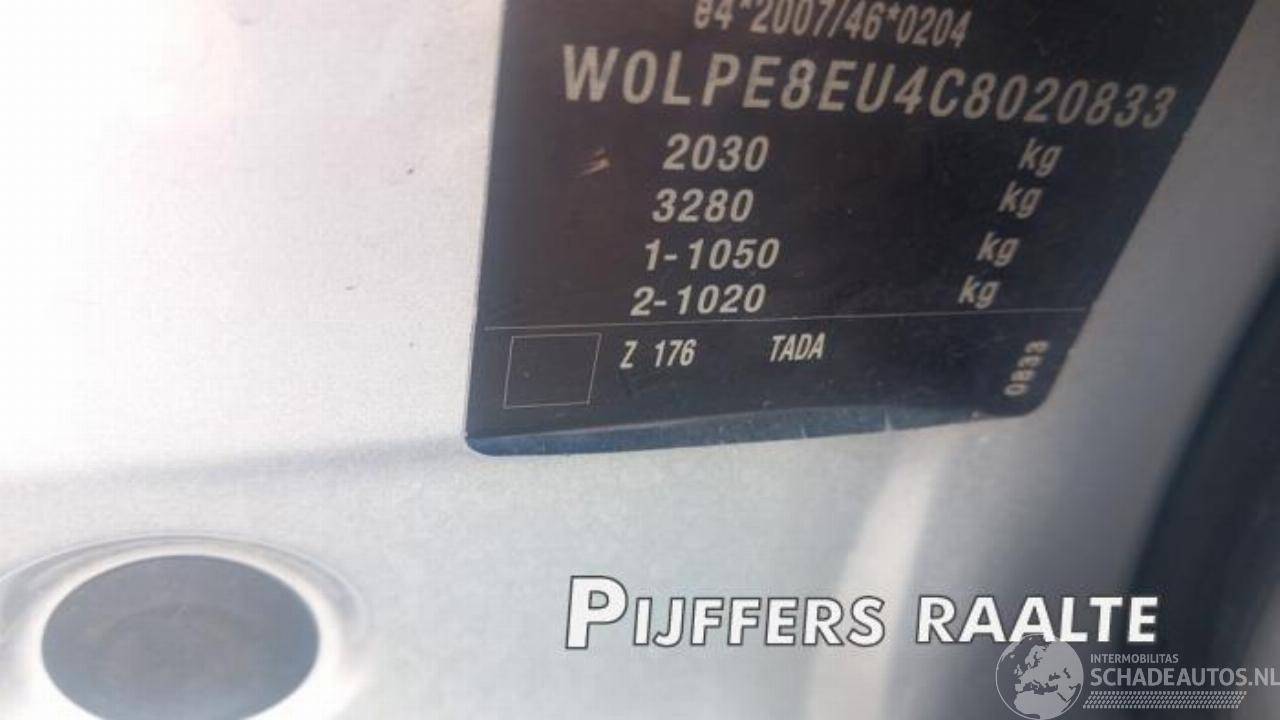 e4*2007/46*0204
W0LPE8EU4C8020833
2030 kg
3280 kg
1-1050 kg
2-1020 kg
Z 176 TADA
0833
PIJFFERS RAALTE
INTERMOBILITAS
SCHADEAUTOS.NL